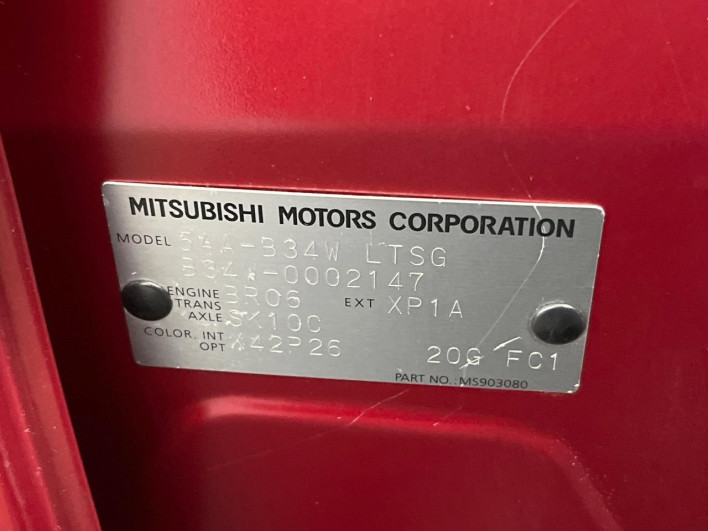 MITSUBISHI MOTORS CORPORATION
MODEL 5AA-B34W LTSG
B34W-0002147
ENGINE BR06 EXT XP1A
TRANS
AXLE
COLOR. INT
OPT X42P26 20G FC1
PART NO.:MS903080